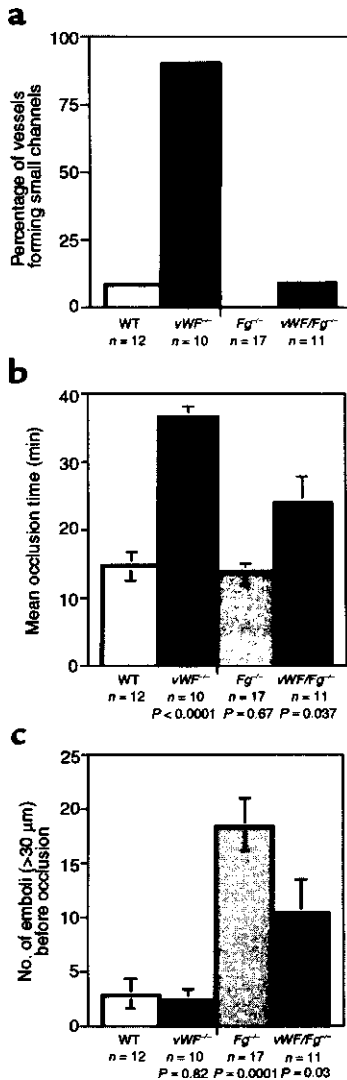 a
Percentage of vessels
forming small channels
100
75
50
25
0
WT vWF-/- Fg-/- vWF/Fg-/-
n = 12 n = 10 n = 17 n = 11
b
Mean occlusion time (min)
40
30
20
10
0
WT vWF-/- Fg-/- vWF/Fg-/-
n = 12 n = 10 n = 17 n = 11
P < 0.0001 P = 0.67 P = 0.037
c
No. of emboli (>30 µm)
before occlusion
25
20
15
10
5
0
WT vWF-/- Fg-/- vWF/Fg-/-
n = 12 n = 10 n = 17 n = 11
P = 0.82 P = 0.0001 P = 0.03